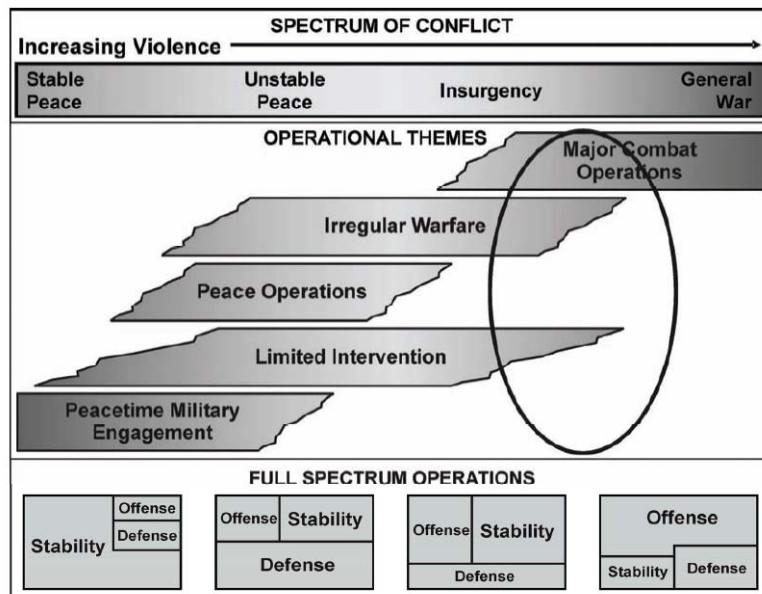 SPECTRUM OF CONFLICT
Increasing Violence
Stable
Peace
Unstable
Peace
Insurgency
General
War
OPERATIONAL THEMES
Major Combat
Operations
Irregular Warfare
Peace Operations
Limited Intervention
Peacetime Military
Engagement
FULL SPECTRUM OPERATIONS
Stability
Offense
Defense
Offense
Stability
Defense
Offense
Stability
Defense
Offense
Stability
Defense